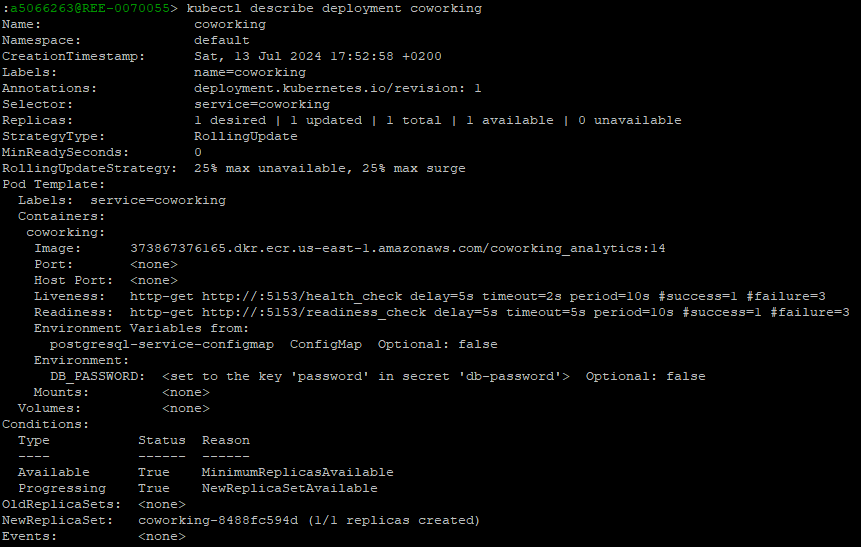 :a5066263@REE-0070055> kubectl describe deployment coworking
Name:                   coworking
Namespace:              default
CreationTimestamp:      Sat, 13 Jul 2024 17:52:58 +0200
Labels:                 name=coworking
Annotations:            deployment.kubernetes.io/revision: 1
Selector:               service=coworking
Replicas:               1 desired | 1 updated | 1 total | 1 available | 0 unavailable
StrategyType:           RollingUpdate
MinReadySeconds:        0
RollingUpdateStrategy:  25% max unavailable, 25% max surge
Pod Template:
  Labels:  service=coworking
  Containers:
   coworking:
    Image:      373867376165.dkr.ecr.us-east-1.amazonaws.com/coworking_analytics:14
    Port:       <none>
    Host Port:  <none>
    Liveness:   http-get http://:5153/health_check delay=5s timeout=2s period=10s #success=1 #failure=3
    Readiness:  http-get http://:5153/readiness_check delay=5s timeout=5s period=10s #success=1 #failure=3
    Environment Variables from:
      postgresql-service-configmap  ConfigMap  Optional: false
    Environment:
      DB_PASSWORD:  <set to the key 'password' in secret 'db-password'>  Optional: false
    Mounts:         <none>
  Volumes:          <none>
Conditions:
  Type           Status  Reason
  ----           ------  ------
  Available      True    MinimumReplicasAvailable
  Progressing    True    NewReplicaSetAvailable
OldReplicaSets:  <none>
NewReplicaSet:   coworking-8488fc594d (1/1 replicas created)
Events:          <none>